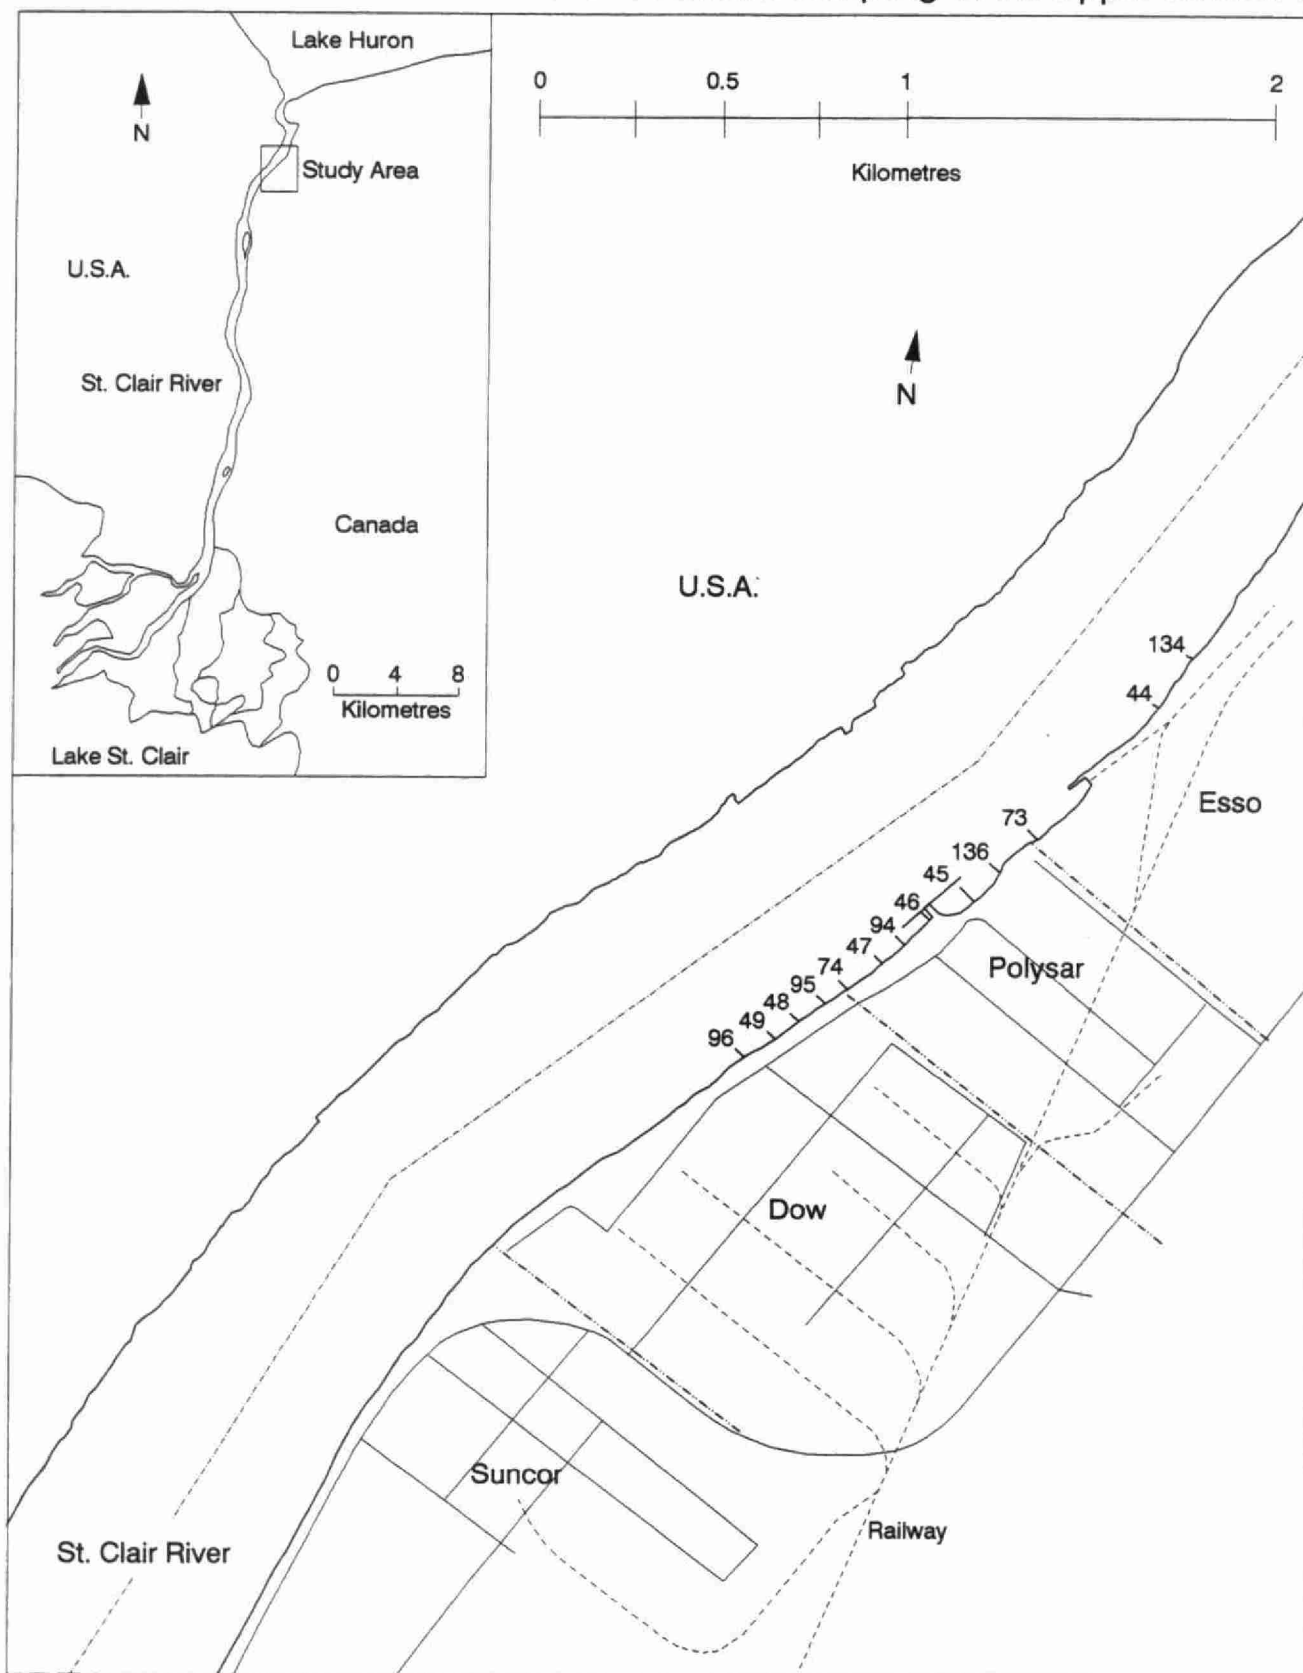 Lake Huron
N
Study Area
U.S.A.
St. Clair River
Canada
0 4 8
Kilometres
Lake St. Clair
0 0.5 1 2
Kilometres
N
U.S.A.
134
44
Esso
73
136
45
46
94
47
74
95
48
49
96
Polysar
Dow
Suncor
Railway
St. Clair River